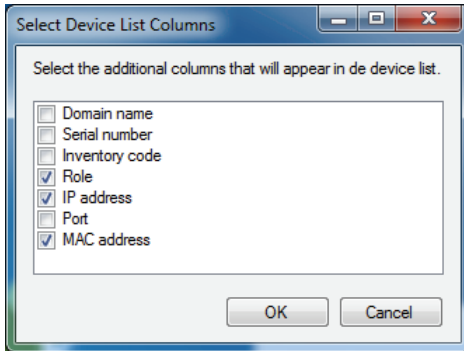 Select Device List Columns
Select the additional columns that will appear in de device list.
Domain name
Serial number
Inventory code
Role
IP address
Port
MAC address
OK Cancel